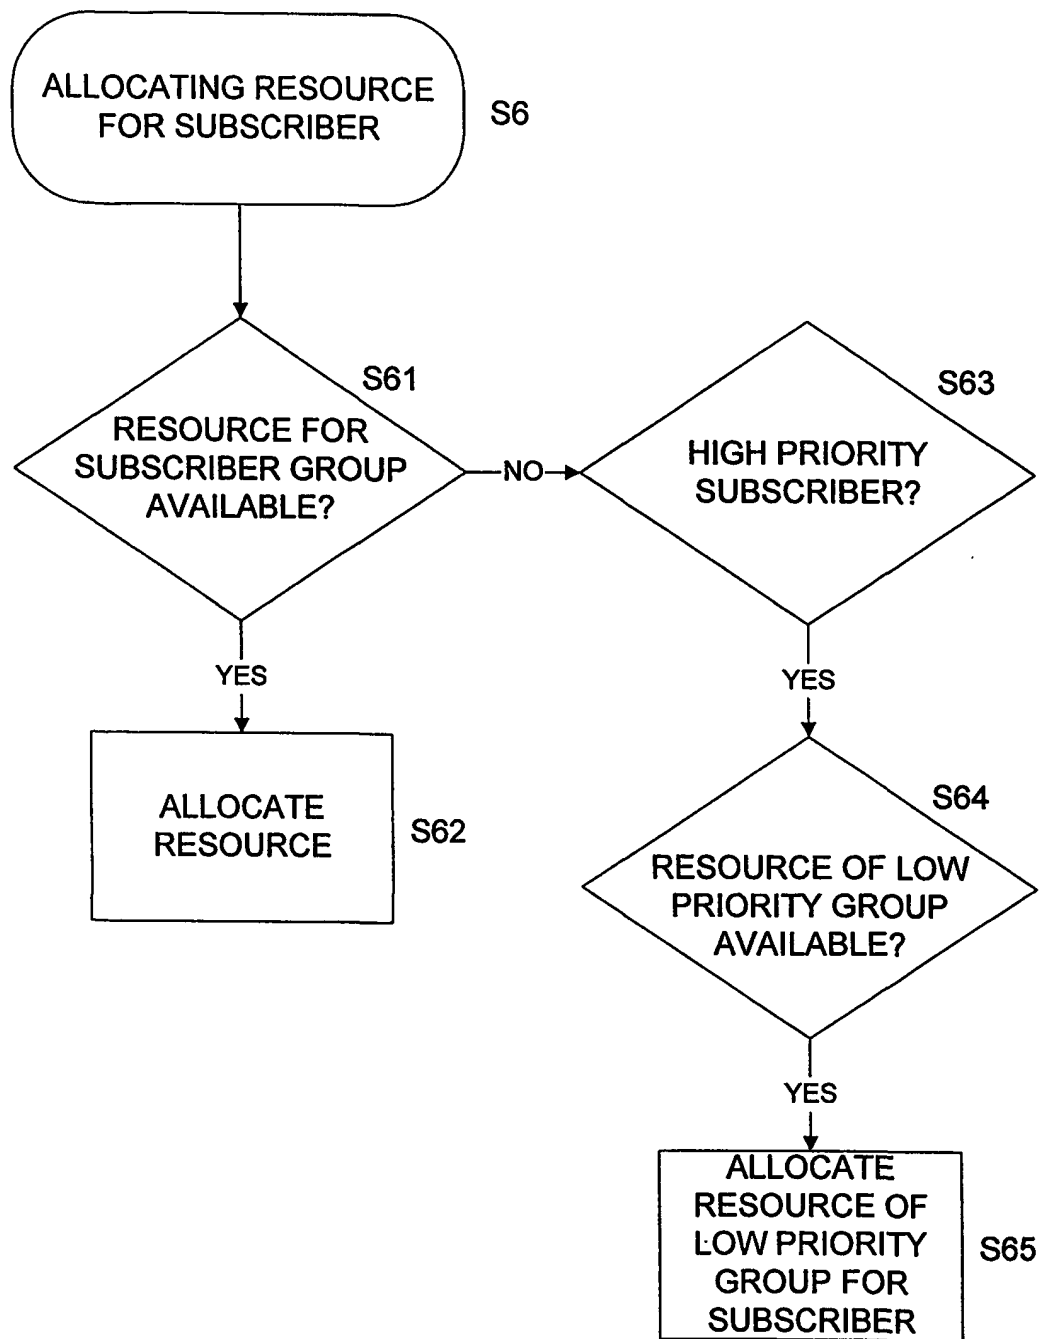 ALLOCATING RESOURCE
FOR SUBSCRIBER
S6
S61
RESOURCE FOR
SUBSCRIBER GROUP
AVAILABLE?
NO
S63
HIGH PRIORITY
SUBSCRIBER?
YES
YES
ALLOCATE
RESOURCE
S62
S64
RESOURCE OF LOW
PRIORITY GROUP
AVAILABLE?
YES
ALLOCATE
RESOURCE OF
LOW PRIORITY
GROUP FOR
SUBSCRIBER
S65